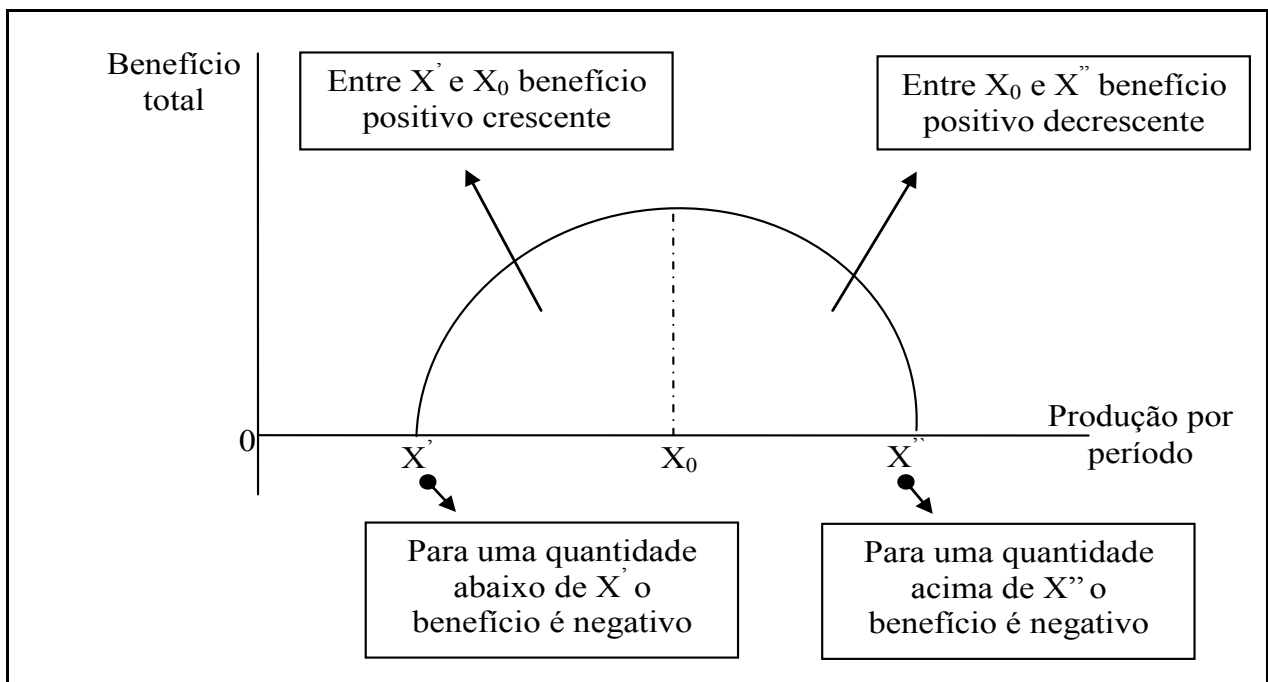 Benefício
total
Entre X’ e X₀ benefício
positivo crescente
Entre X₀ e X” benefício
positivo decrescente
0
X’
X₀
X``
Produção por
período
Para uma quantidade
abaixo de X’ o
benefício é negativo
Para uma quantidade
acima de X” o
benefício é negativo